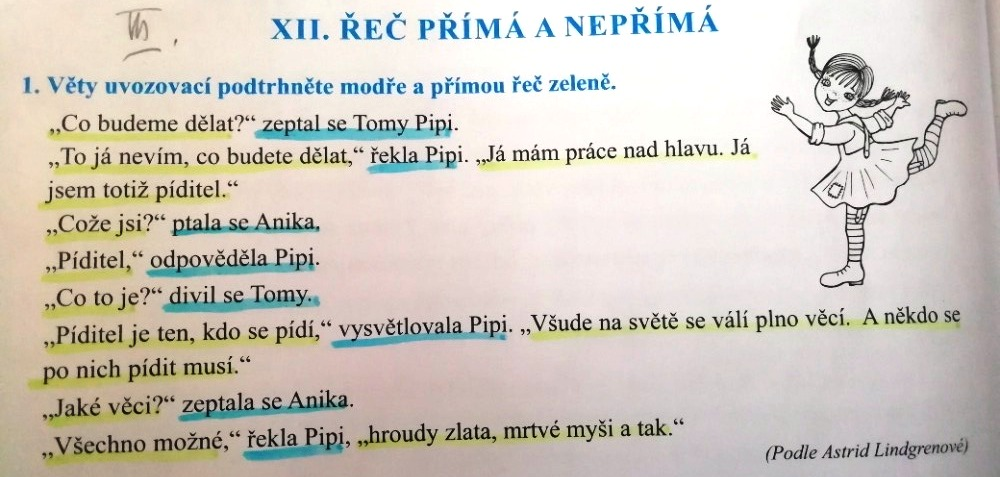 XII. ŘEČ PŘÍMÁ A NEPŘÍMÁ
1. Věty uvozovací podtrhněte modře a přímou řeč zeleně.
„Co budeme dělat?“ zeptal se Tomy Pipi.
„To já nevím, co budete dělat,“ řekla Pipi. „Já mám práce nad hlavu. Já
jsem totiž píditel.“
„Cože jsi?“ ptala se Anika.
„Píditel,“ odpověděla Pipi.
„Co to je?“ divil se Tomy.
„Píditel je ten, kdo se pídí,“ vysvětlovala Pipi. „Všude na světě se válí plno věcí. A někdo se
po nich pídit musí.“
„Jaké věci?“ zeptala se Anika.
„Všechno možné,“ řekla Pipi, „hroudy zlata, mrtvé myši a tak.“
(Podle Astrid Lindgrenové)